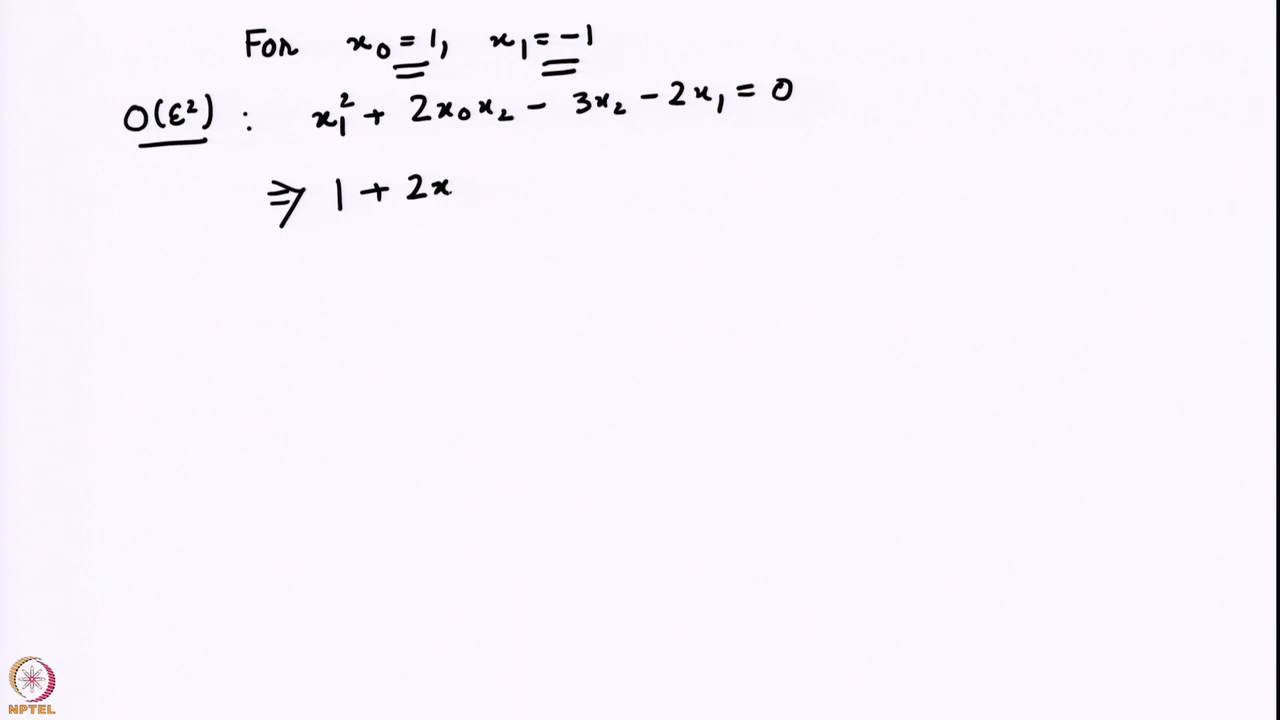 For x₀ = 1, x₁ = -1
O(ε²) : x₁² + 2x₀x₂ - 3x₂ - 2x₁ = 0
⇒ 1 + 2x
NPTEL